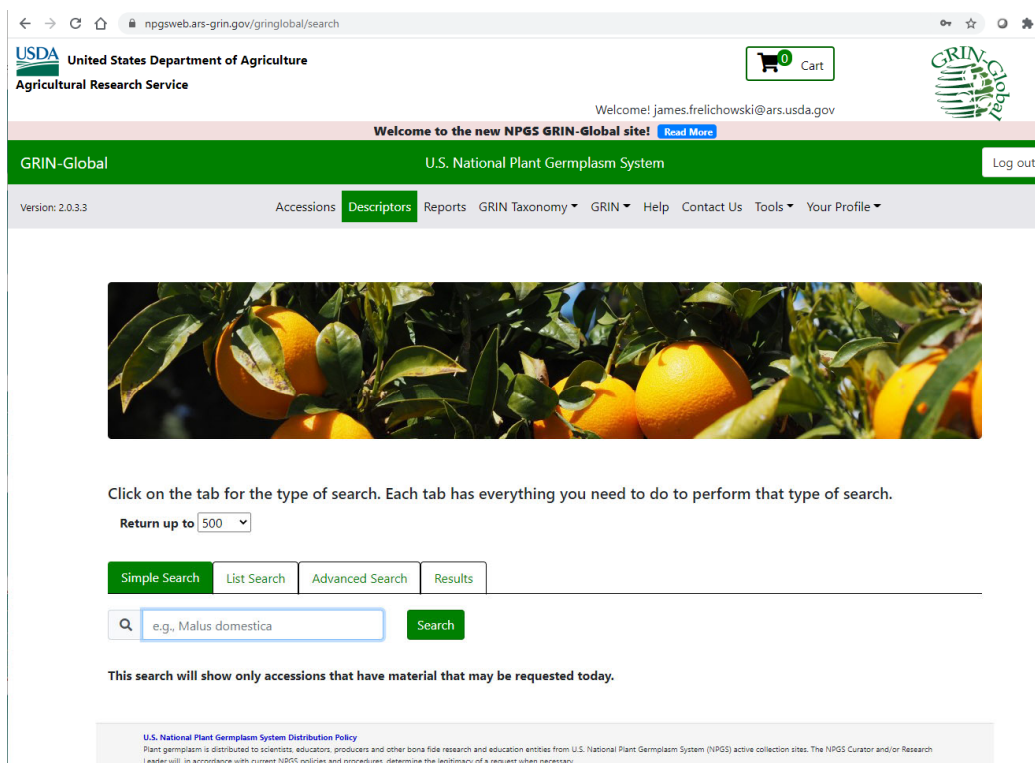 npgsweb.ars-grin.gov/gringlobal/search
USDA United States Department of Agriculture
Agricultural Research Service
0 Cart
GRIN-Global
Welcome! james.frelichowski@ars.usda.gov
Welcome to the new NPGS GRIN-Global site! Read More
GRIN-Global U.S. National Plant Germplasm System Log out
Version: 2.0.3.3 Accessions Descriptors Reports GRIN Taxonomy GRIN Help Contact Us Tools Your Profile
Click on the tab for the type of search. Each tab has everything you need to do to perform that type of search.
Return up to 500
Simple Search List Search Advanced Search Results
e.g., Malus domestica Search
This search will show only accessions that have material that may be requested today.
U.S. National Plant Germplasm System Distribution Policy
Plant germplasm is distributed to scientists, educators, producers and other bona fide research and education entities from U.S. National Plant Germplasm System (NPGS) active collection sites. The NPGS Curator and/or Research
Leader will, in accordance with current NPGS policies and procedures, determine the legitimacy of a request when necessary.